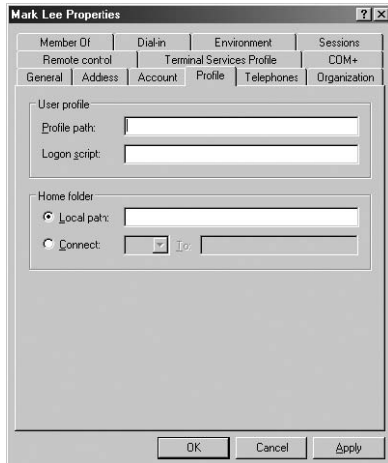 Mark Lee Properties
Member Of Dial-in Environment Sessions
Remote control Terminal Services Profile COM+
General Address Account Profile Telephones Organization
User profile
Profile path:
Logon script:
Home folder
Local path:
Connect: To:
OK Cancel Apply